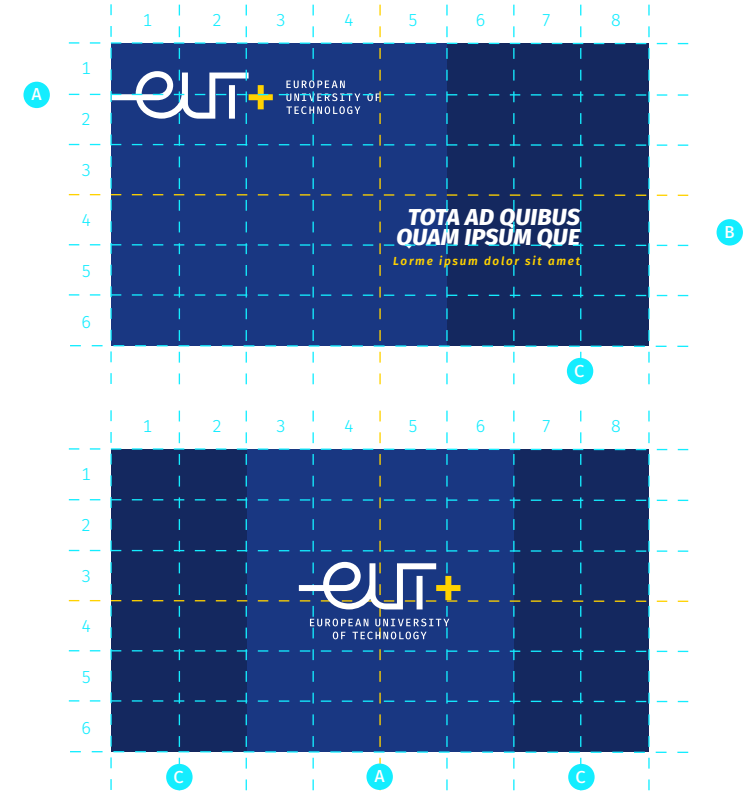 1 2 3 4 5 6 7 8
1
A
2
3
4
5
6
eut+
EUROPEAN
UNIVERSITY OF
TECHNOLOGY
TOTA AD QUIBUS
QUAM IPSUM QUE
Lorme ipsum dolor sit amet
B
C
1 2 3 4 5 6 7 8
1
2
3
4
5
6
eut+
EUROPEAN UNIVERSITY
OF TECHNOLOGY
C A C